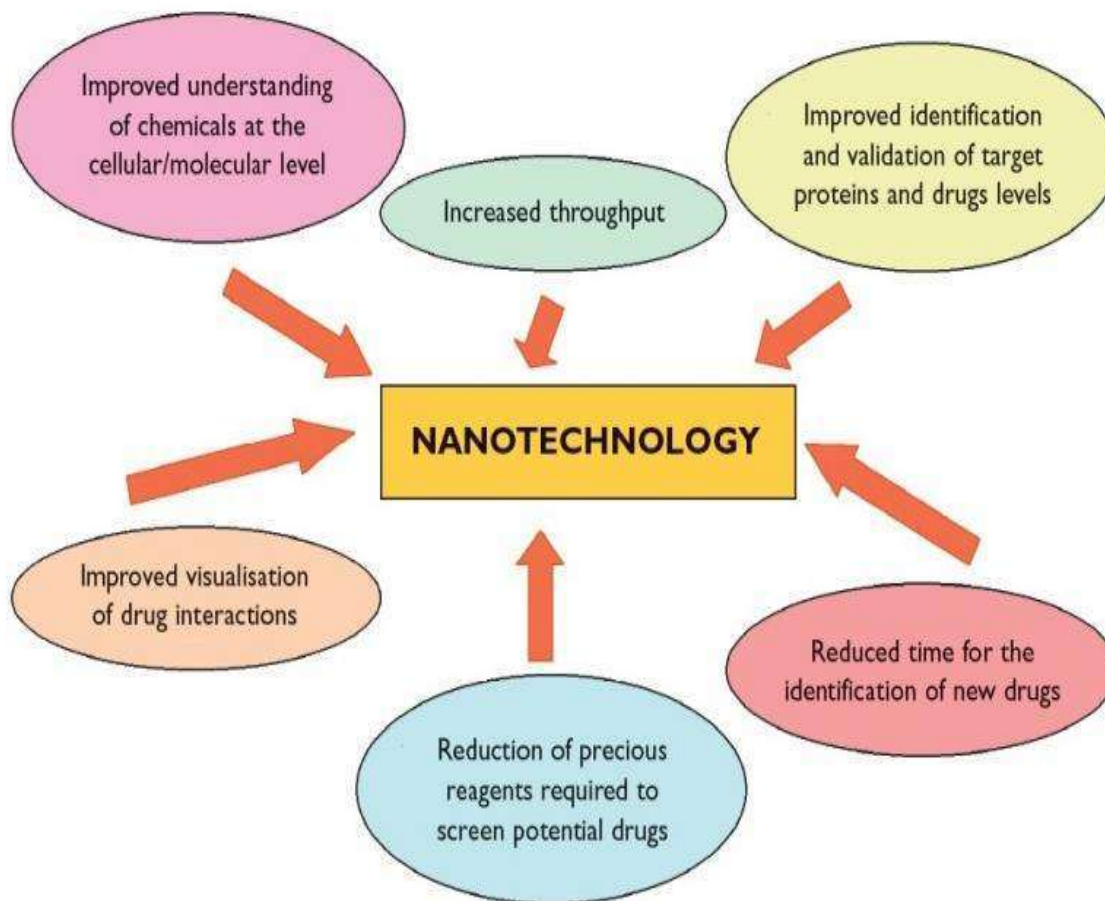 Improved understanding
of chemicals at the
cellular/molecular level
Increased throughput
Improved identification
and validation of target
proteins and drugs levels
NANOTECHNOLOGY
Improved visualisation
of drug interactions
Reduction of precious
reagents required to
screen potential drugs
Reduced time for the
identification of new drugs